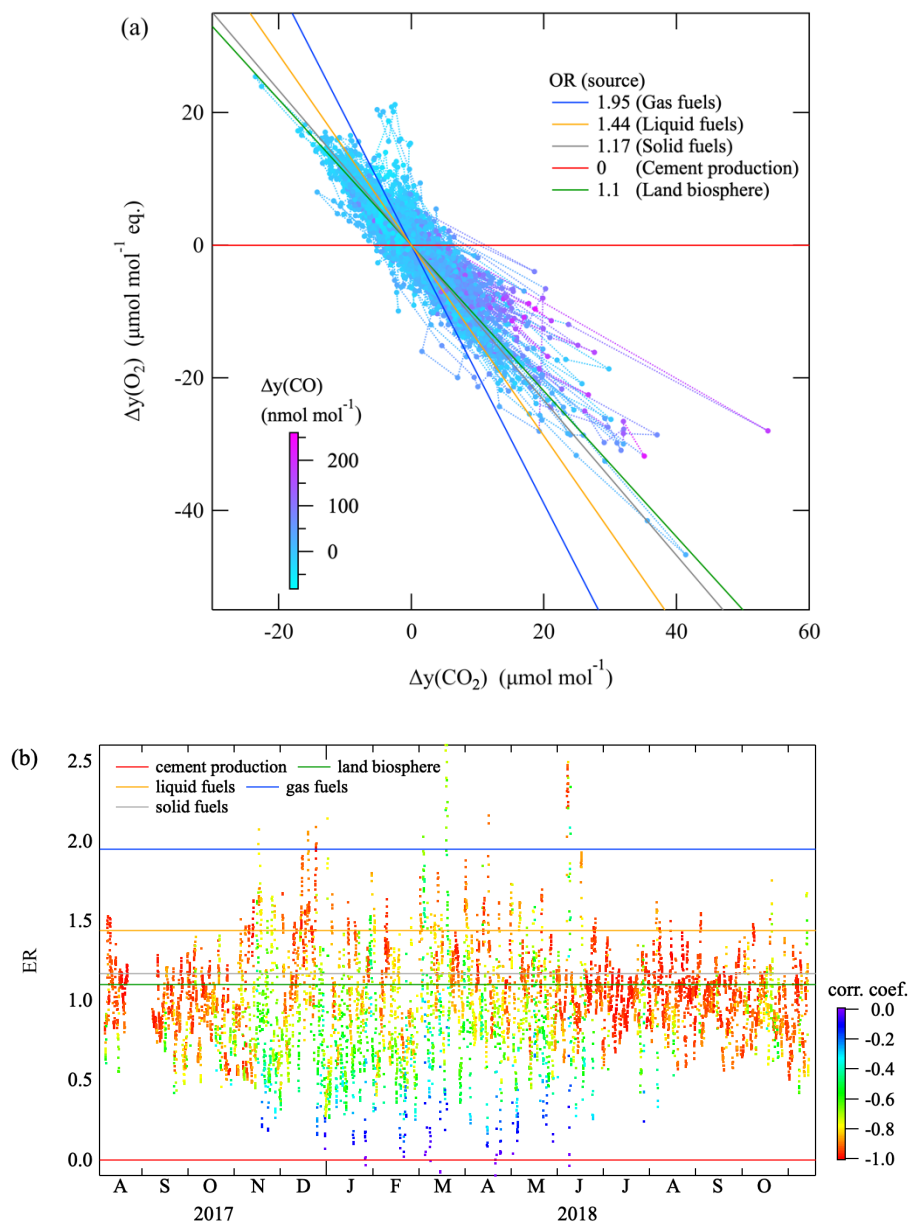 (a)
OR (source)
1.95 (Gas fuels)
1.44 (Liquid fuels)
1.17 (Solid fuels)
0 (Cement production)
1.1 (Land biosphere)
20
0
-20
-40
Δy(O₂) (μmol mol⁻¹ eq.)
Δy(CO)
(nmol mol⁻¹)
200
100
0
-20 0 20 40 60
Δy(CO₂) (μmol mol⁻¹)
(b)
cement production land biosphere
liquid fuels gas fuels
solid fuels
2.5
2.0
1.5
1.0
0.5
0.0
ER
corr. coef.
0.0
-0.2
-0.4
-0.6
-0.8
-1.0
A S O N D J F M A M J J A S O
2017 2018